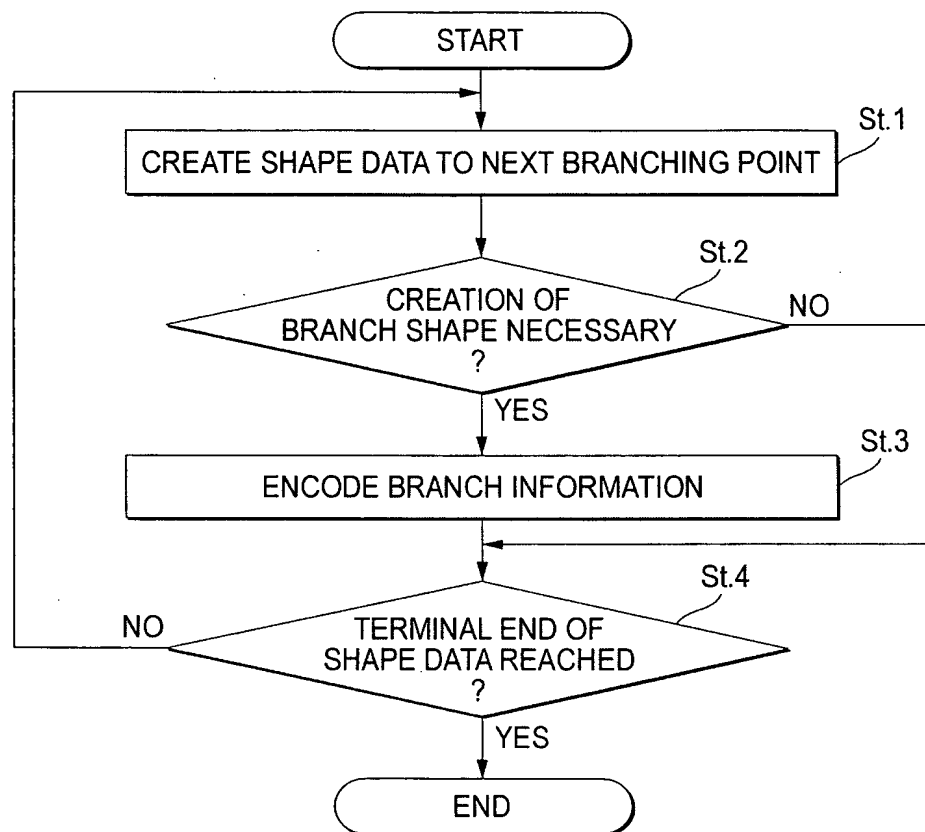 START
St.1
CREATE SHAPE DATA TO NEXT BRANCHING POINT
St.2
CREATION OF
BRANCH SHAPE NECESSARY
?
NO
YES
St.3
ENCODE BRANCH INFORMATION
St.4
NO
TERMINAL END OF
SHAPE DATA REACHED
?
YES
END